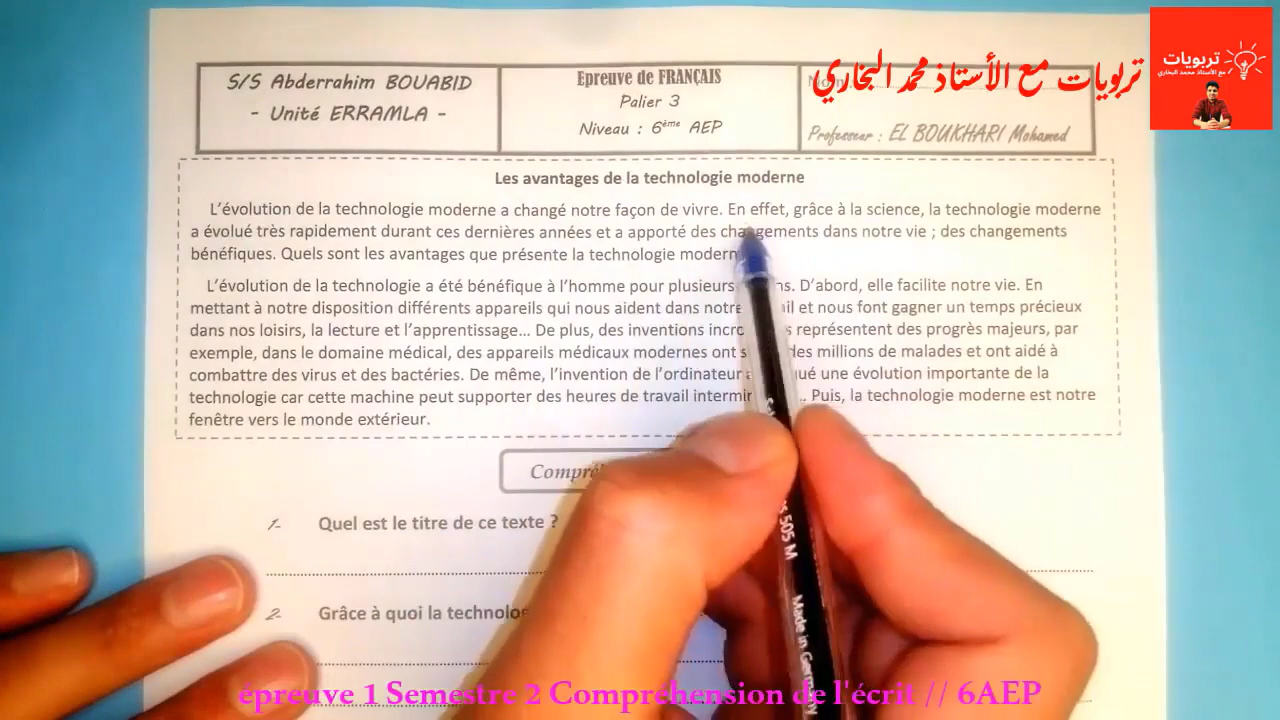 S/S Abderrahim BOUABID
- Unité ERRAMLA -
Epreuve de FRANÇAIS
Palier 3
Niveau : 6ème AEP
تربويات مع الأستاذ محمد البخاري
Professeur : EL BOUKHARI Mohamed
تربويات
مع الأستاذ محمد البخاري
Les avantages de la technologie moderne
L'évolution de la technologie moderne a changé notre façon de vivre. En effet, grâce à la science, la technologie moderne
a évolué très rapidement durant ces dernières années et a apporté des changements dans notre vie ; des changements
bénéfiques. Quels sont les avantages que présente la technologie
L'évolution de la technologie a été bénéfique à l'homme pour plusieurs D'abord, elle facilite notre vie. En
mettant à notre disposition différents appareils qui nous aident dans notre et nous font gagner un temps précieux
dans nos loisirs, la lecture et l'apprentissage... De plus, des inventions représentent des progrès majeurs, par
exemple, dans le domaine médical, des appareils médicaux modernes ont des millions de malades et ont aidé à
combattre des virus et des bactéries. De même, l'invention de l'ordinateur une évolution importante de la
technologie car cette machine peut supporter des heures de travail Puis, la technologie moderne est notre
fenêtre vers le monde extérieur.
1- Quel est le titre de ce texte ?
2- Grâce à quoi la
505 M
Made in Germany
épreuve 1 Semestre 2 Compréhension de l'écrit // 6AEP